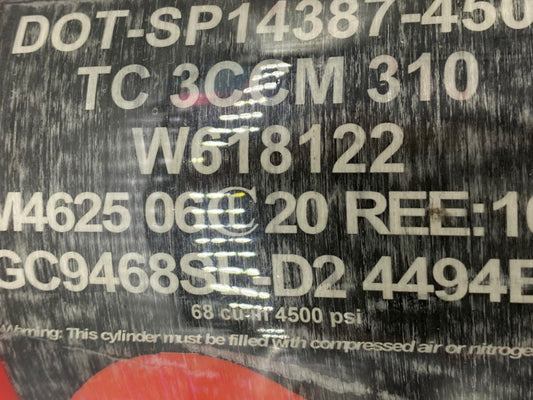 DOT-SP14387-450
TC 3CCM 310
W618122
M4625 06 C 20 REE:1
GC9468S -D2 4494E
68 cu-in 4500 psi
Warning: This cylinder must be filled with compressed air or nitroge